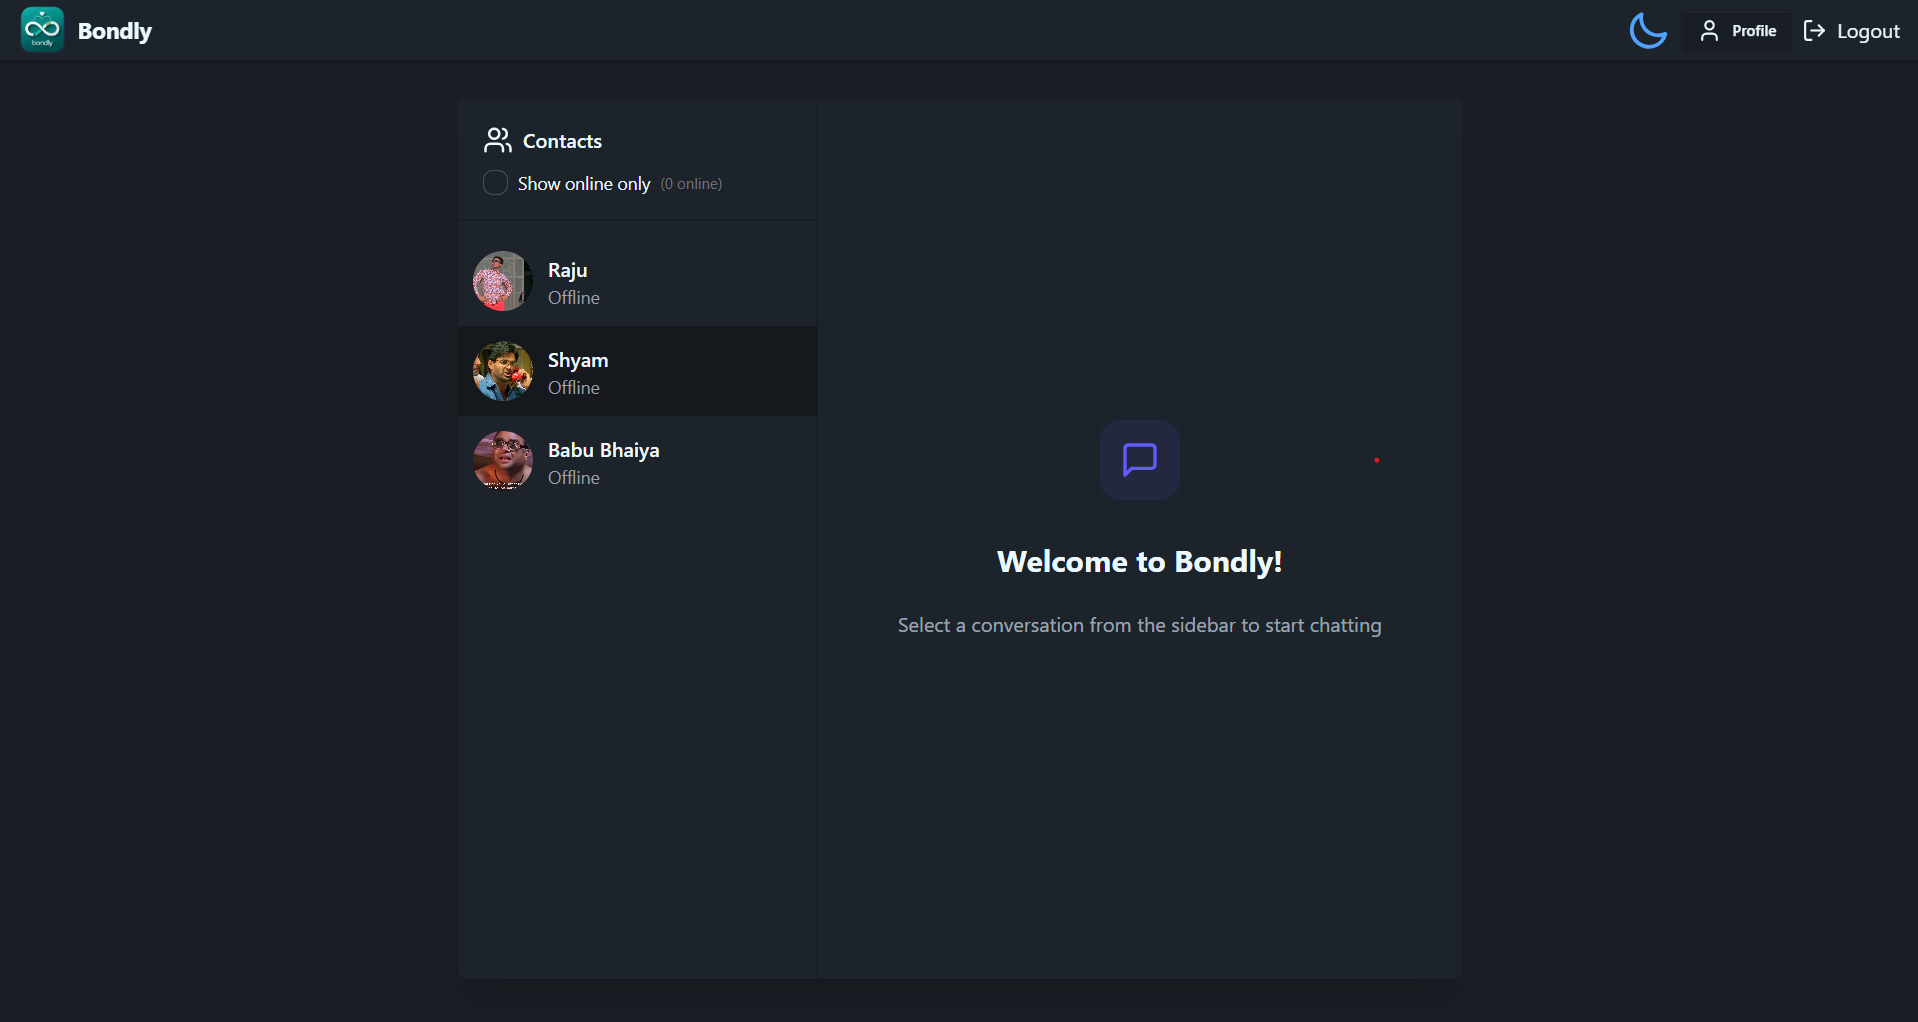 bondly
Bondly
Profile
Logout
Contacts
Show online only (0 online)
Raju
Offline
Shyam
Offline
Babu Bhaiya
Offline
Welcome to Bondly!
Select a conversation from the sidebar to start chatting